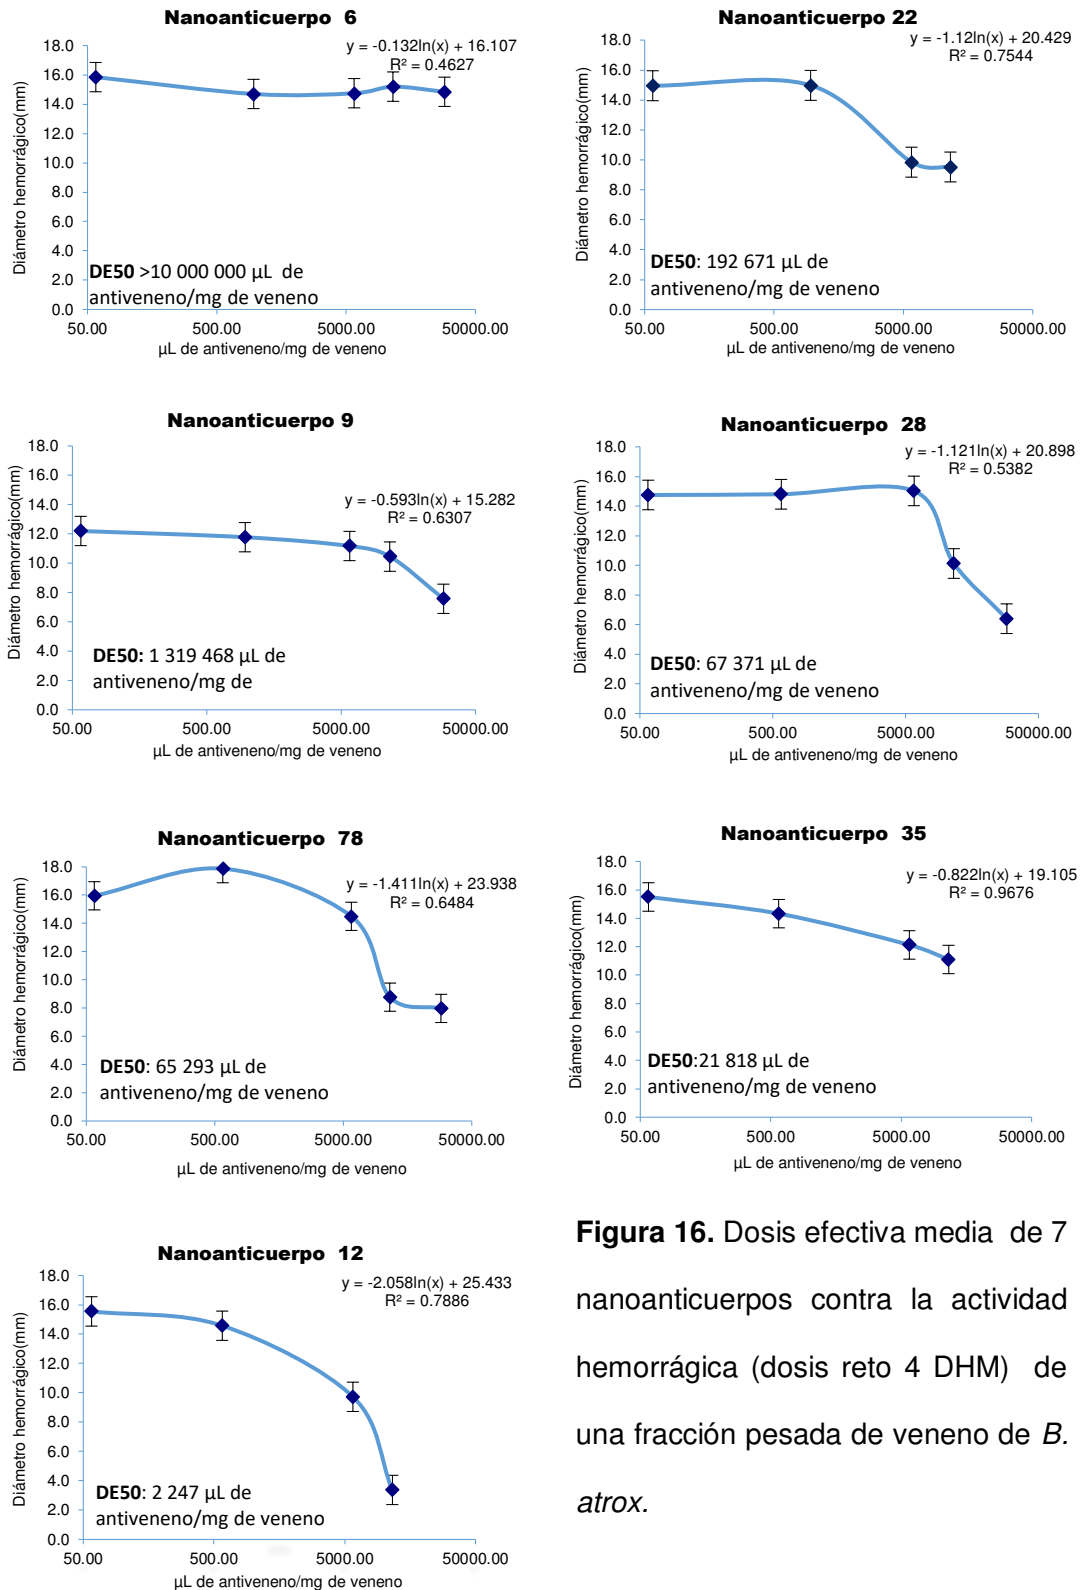 Nanoanticuerpo 6
y = -0.132ln(x) + 16.107
R² = 0.4627
18.0
16.0
14.0
12.0
10.0
8.0
6.0
4.0
2.0
0.0
Diámetro hemorrágico(mm)
DE50 >10 000 000 µL de
antiveneno/mg de veneno
50.00 500.00 5000.00 50000.00
µL de antiveneno/mg de veneno
Nanoanticuerpo 22
y = -1.12ln(x) + 20.429
R² = 0.7544
18.0
16.0
14.0
12.0
10.0
8.0
6.0
4.0
2.0
0.0
Diámetro hemorrágico(mm)
DE50: 192 671 µL de
antiveneno/mg de veneno
50.00 500.00 5000.00 50000.00
µL de antiveneno/mg de veneno
Nanoanticuerpo 9
y = -0.593ln(x) + 15.282
R² = 0.6307
18.0
16.0
14.0
12.0
10.0
8.0
6.0
4.0
2.0
0.0
Diámetro hemorrágico(mm)
DE50: 1 319 468 µL de
antiveneno/mg de
50.00 500.00 5000.00 50000.00
µL de antiveneno/mg de veneno
Nanoanticuerpo 28
y = -1.121ln(x) + 20.898
R² = 0.5382
18.0
16.0
14.0
12.0
10.0
8.0
6.0
4.0
2.0
0.0
Diámetro hemorrágico(mm)
DE50: 67 371 µL de
antiveneno/mg de veneno
50.00 500.00 5000.00 50000.00
µL de antiveneno/mg de veneno
Nanoanticuerpo 78
y = -1.411ln(x) + 23.938
R² = 0.6484
18.0
16.0
14.0
12.0
10.0
8.0
6.0
4.0
2.0
0.0
Diámetro hemorrágico(mm)
DE50: 65 293 µL de
antiveneno/mg de veneno
50.00 500.00 5000.00 50000.00
µL de antiveneno/mg de veneno
Nanoanticuerpo 35
y = -0.822ln(x) + 19.105
R² = 0.9676
18.0
16.0
14.0
12.0
10.0
8.0
6.0
4.0
2.0
0.0
Diámetro hemorrágico(mm)
DE50:21 818 µL de
antiveneno/mg de veneno
50.00 500.00 5000.00 50000.00
µL de antiveneno/mg de veneno
Nanoanticuerpo 12
y = -2.058ln(x) + 25.433
R² = 0.7886
18.0
16.0
14.0
12.0
10.0
8.0
6.0
4.0
2.0
0.0
Diámetro hemorrágico(mm)
DE50: 2 247 µL de
antiveneno/mg de veneno
50.00 500.00 5000.00 50000.00
µL de antiveneno/mg de veneno
Figura 16. Dosis efectiva media de 7
nanoanticuerpos contra la actividad
hemorrágica (dosis reto 4 DHM) de
una fracción pesada de veneno de B.
atrox.